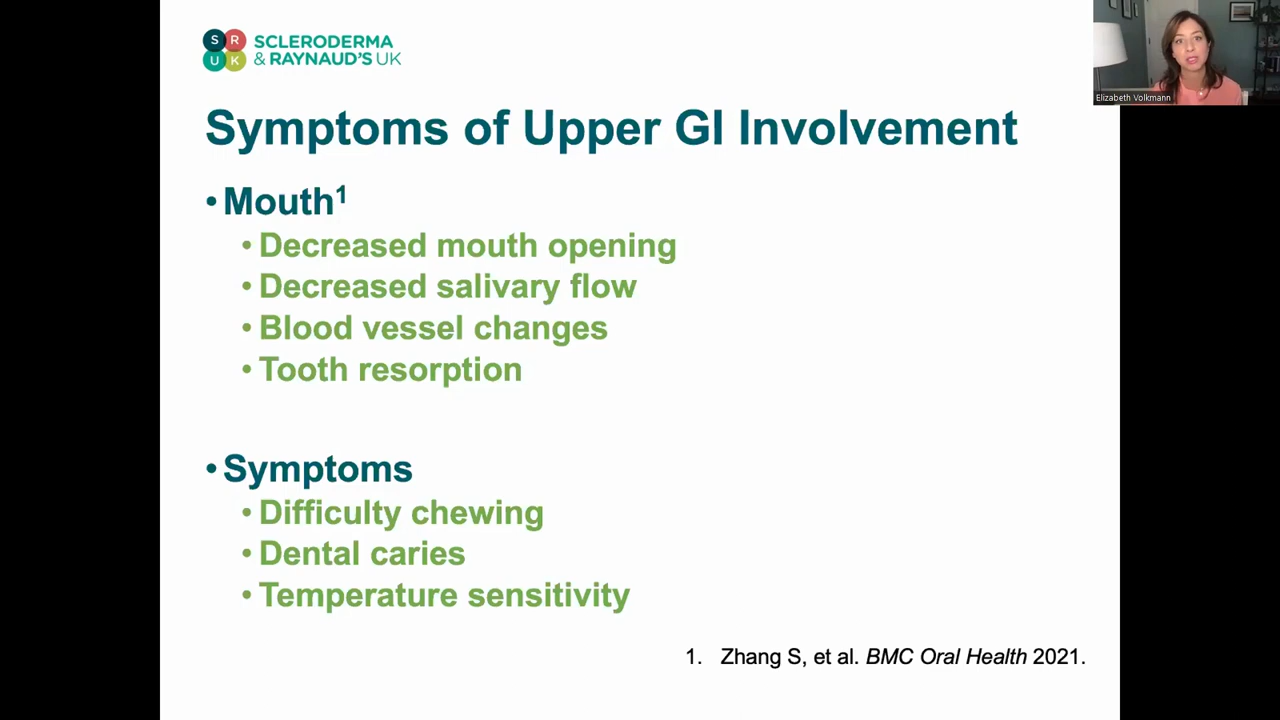 S R
U K
SCLERODERMA
& RAYNAUD'S UK
Elizabeth Volkmann
Symptoms of Upper GI Involvement
• Mouth¹
• Decreased mouth opening
• Decreased salivary flow
• Blood vessel changes
• Tooth resorption
• Symptoms
• Difficulty chewing
• Dental caries
• Temperature sensitivity
1. Zhang S, et al. BMC Oral Health 2021.